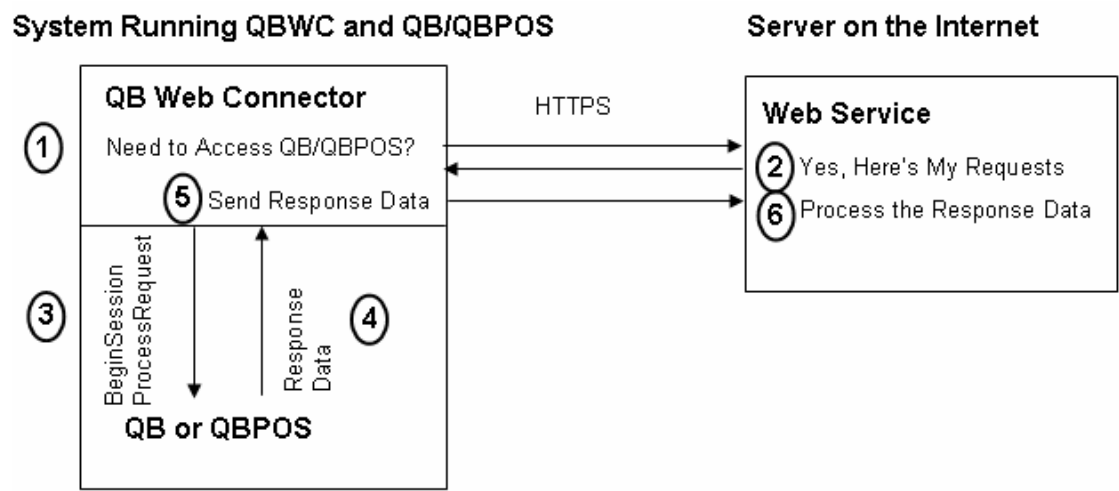 System Running QBWC and QB/QBPOS
Server on the Internet
QB Web Connector
HTTPS
Web Service
1
Need to Access QB/QBPOS?
2 Yes, Here's My Requests
5 Send Response Data
6 Process the Response Data
3
BeginSession
ProcessRequest
Response
Data
4
QB or QBPOS